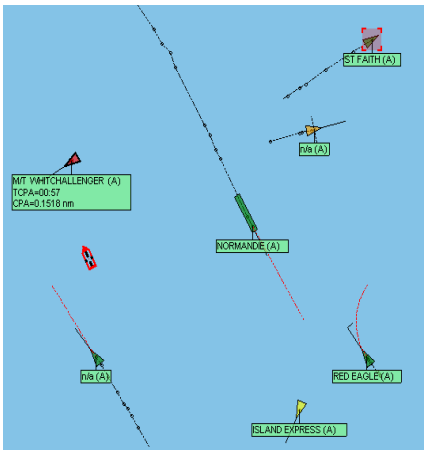 ST FAITH (A)
n/a (A)
M/T WHITCHALLENGER (A)
TCPA=00:57
CPA=0.1518 nm
NORMANDIE (A)
n/a (A)
RED EAGLE (A)
ISLAND EXPRESS (A)